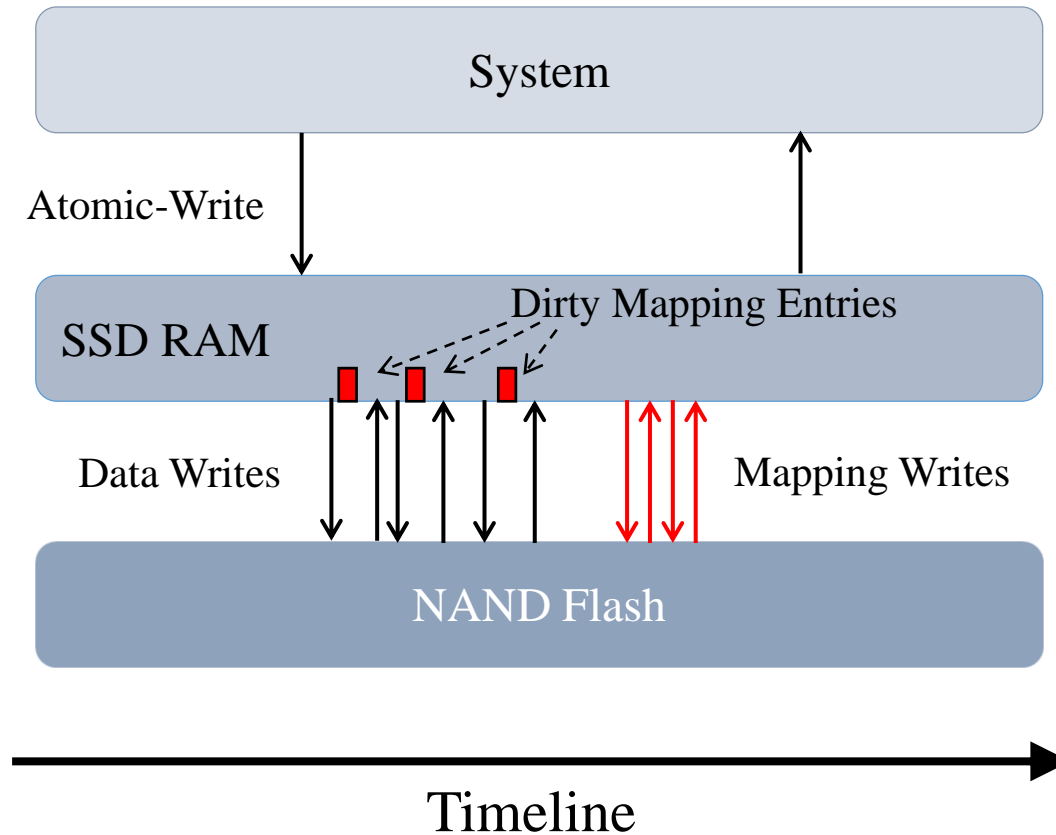 System
Atomic-Write
Dirty Mapping Entries
SSD RAM
Data Writes
Mapping Writes
NAND Flash
Timeline